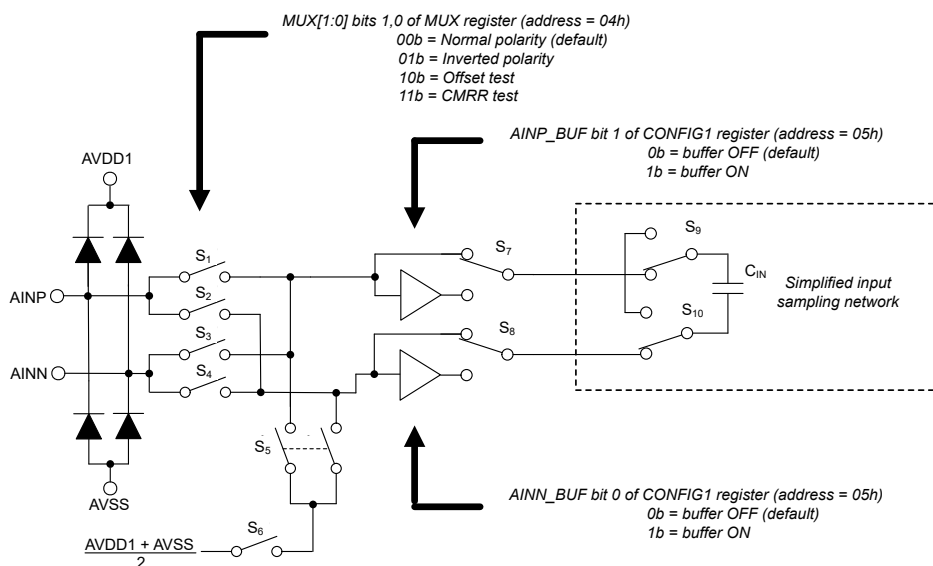 MUX[1:0] bits 1,0 of MUX register (address = 04h)
00b = Normal polarity (default)
01b = Inverted polarity
10b = Offset test
11b = CMRR test
AINP_BUF bit 1 of CONFIG1 register (address = 05h)
0b = buffer OFF (default)
1b = buffer ON
AVDD1
S1
S2
S3
S4
S7
S8
S9
S10
CIN
Simplified input
sampling network
AINP
AINN
S5
AVSS
S6
AVDD1 + AVSS
2
AINN_BUF bit 0 of CONFIG1 register (address = 05h)
0b = buffer OFF (default)
1b = buffer ON